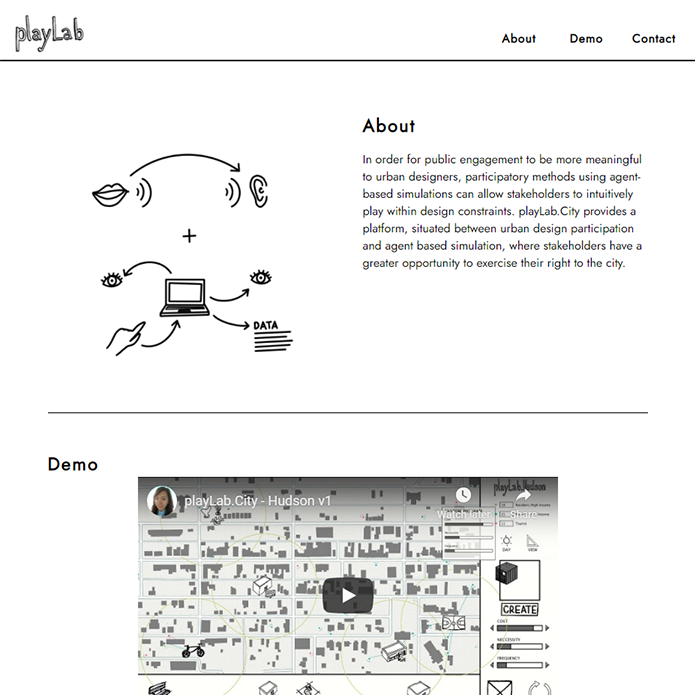 playLab
About
Demo
Contact
About
In order for public engagement to be more meaningful
to urban designers, participatory methods using agent-
based simulations can allow stakeholders to intuitively
play within design constraints. playLab.City provides a
platform, situated between urban design participation
and agent based simulation, where stakeholders have a
greater opportunity to exercise their right to the city.
+
DATA
Demo
playLab.City - Hudson v1
Watch later
Share
playLab.Hudson
DAY
VIEW
CREATE
COST
NECCESSITY
FREQUENCY